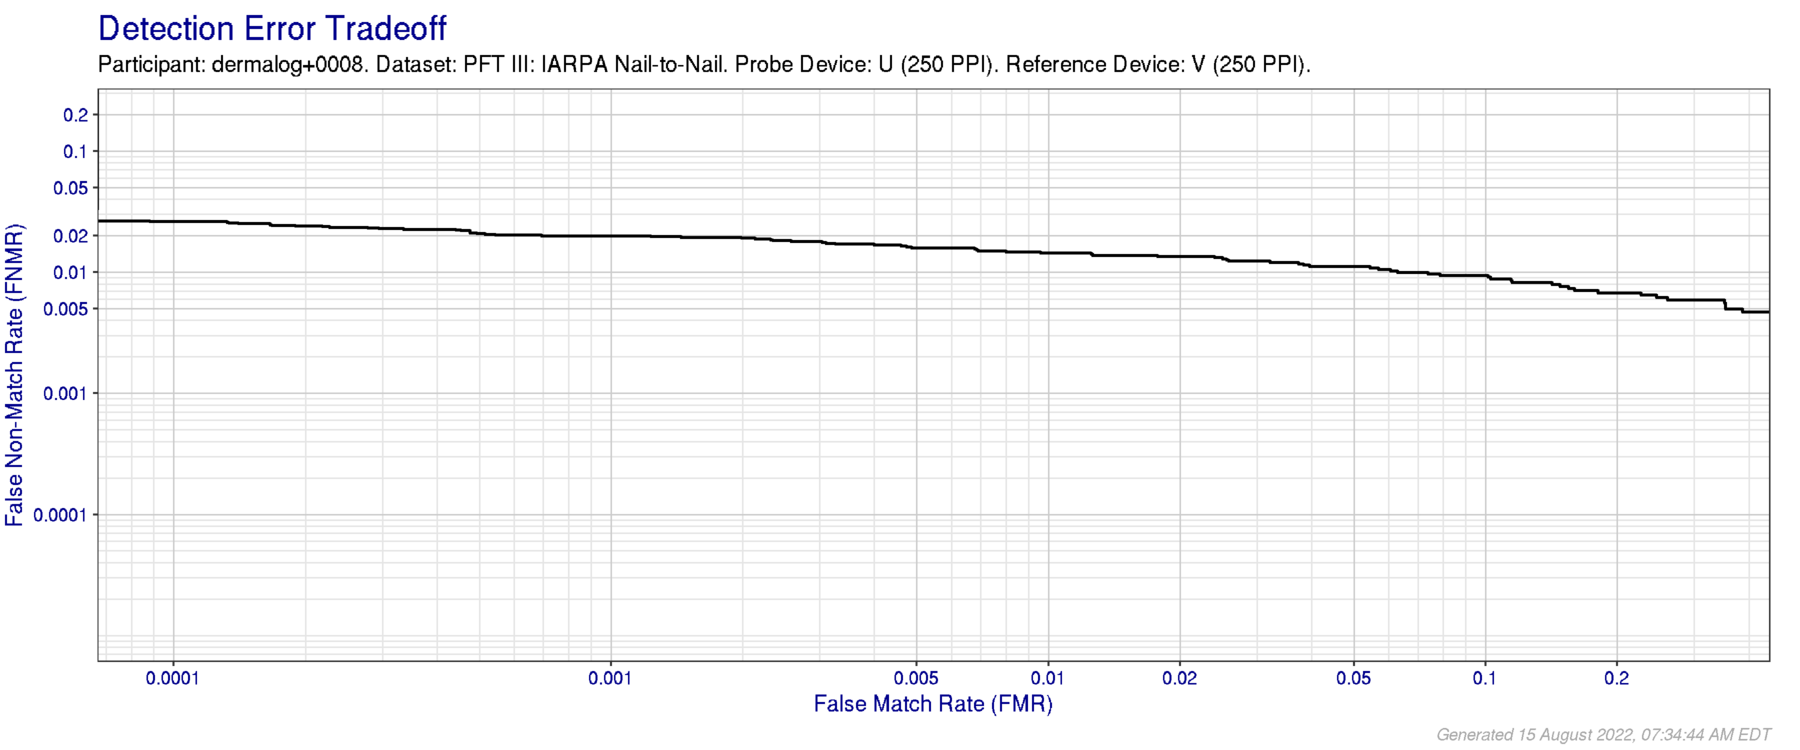 Detection Error Tradeoff
Participant: dermalog+0008. Dataset: PFT III: IARPA Nail-to-Nail. Probe Device: U (250 PPI). Reference Device: V (250 PPI).
False Non-Match Rate (FNMR)
0.2
0.1
0.05
0.02
0.01
0.005
0.001
0.0001
0.0001 0.001 0.005 0.01 0.02 0.05 0.1 0.2
False Match Rate (FMR)
Generated 15 August 2022, 07:34:44 AM EDT